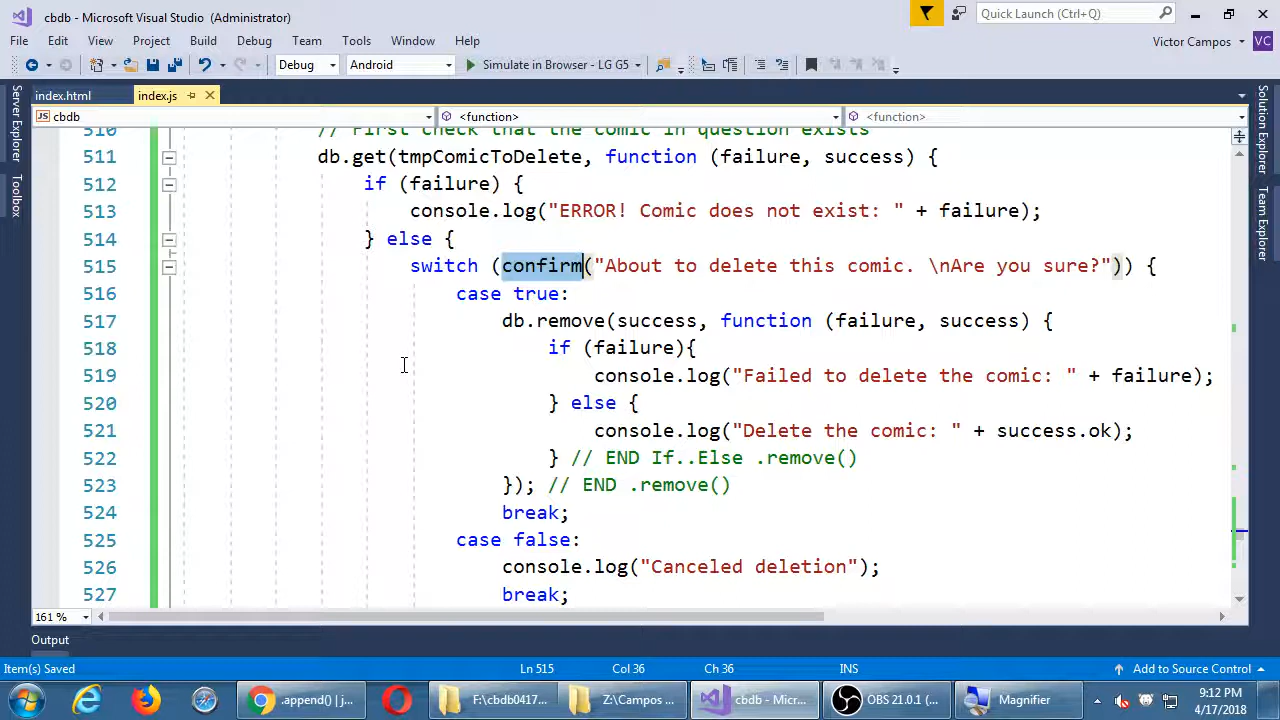 cbdb - Microsoft Visual Studio (Administrator)
Quick Launch (Ctrl+Q)
File Edit View Project Build Debug Team Tools Window Help
Victor Campos
VC
Debug Android Simulate in Browser - LG G5
index.html index.js
cbdb <function> <function>
Server Explorer
Toolbox
Solution Explorer
Team Explorer
510 // First check that the comic in question exists
511 db.get(tmpComicToDelete, function (failure, success) {
512 if (failure) {
513 console.log("ERROR! Comic does not exist: " + failure);
514 } else {
515 switch (confirm("About to delete this comic. \nAre you sure?")) {
516 case true:
517 db.remove(success, function (failure, success) {
518 if (failure){
519 console.log("Failed to delete the comic: " + failure);
520 } else {
521 console.log("Delete the comic: " + success.ok);
522 } // END If..Else .remove()
523 }); // END .remove()
524 break;
525 case false:
526 console.log("Canceled deletion");
527 break;
161 %
Output
Item(s) Saved Ln 515 Col 36 Ch 36 INS Add to Source Control
.append() | j... F:\cbdb0417... Z:\Campos ... cbdb - Micr... OBS 21.0.1 (... Magnifier
9:12 PM
4/17/2018